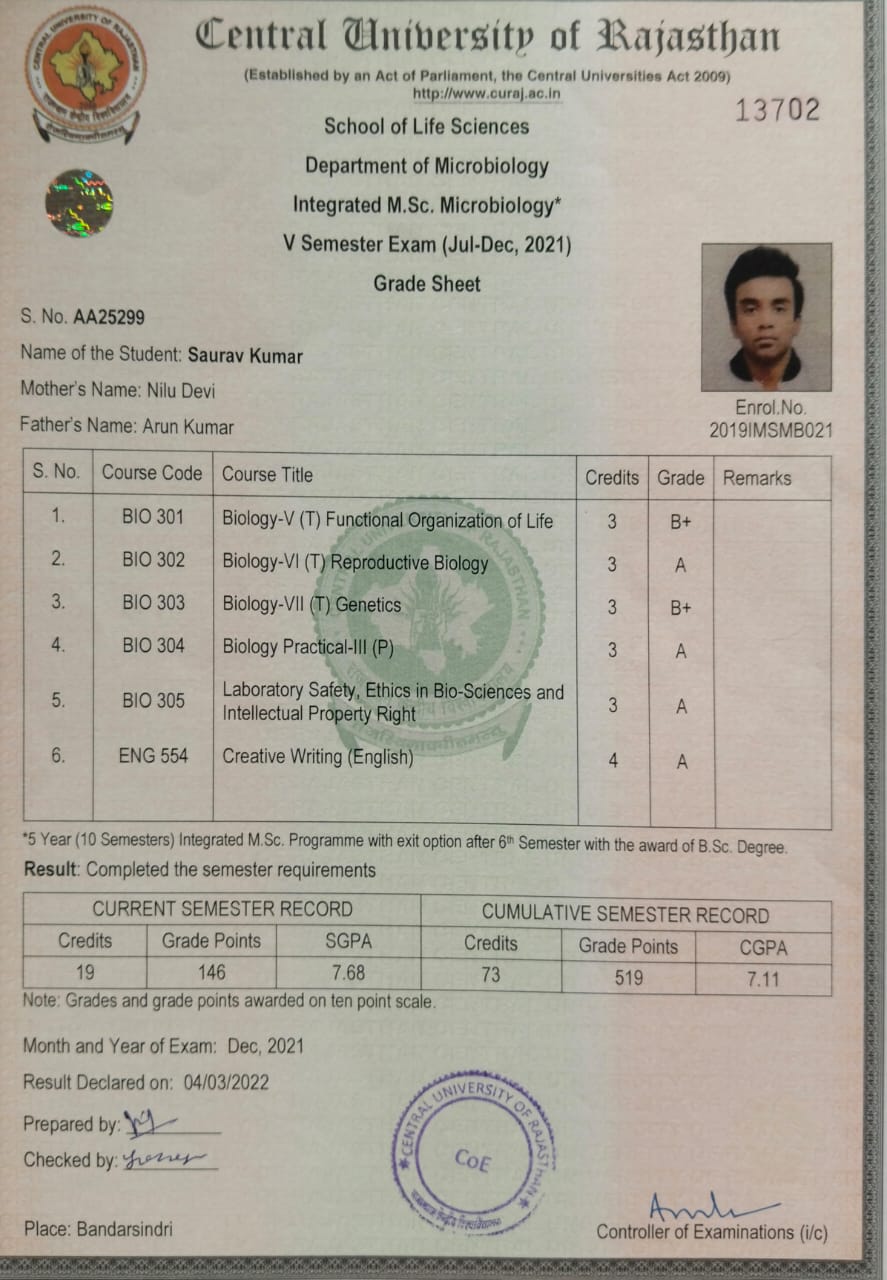 CENTRAL UNIVERSITY OF RAJASTHAN
Central University of Rajasthan
(Established by an Act of Parliament, the Central Universities Act 2009)
http://www.curaj.ac.in
13702
School of Life Sciences
Department of Microbiology
Integrated M.Sc. Microbiology*
V Semester Exam (Jul-Dec, 2021)
Grade Sheet
S. No. AA25299
Name of the Student: Saurav Kumar
Mother's Name: Nilu Devi
Father's Name: Arun Kumar
Enrol.No.
2019IMSMB021
S. No. Course Code Course Title Credits Grade Remarks
1. BIO 301 Biology-V (T) Functional Organization of Life 3 B+
2. BIO 302 Biology-VI (T) Reproductive Biology 3 A
3. BIO 303 Biology-VII (T) Genetics 3 B+
4. BIO 304 Biology Practical-III (P) 3 A
5. BIO 305 Laboratory Safety, Ethics in Bio-Sciences and 3 A
Intellectual Property Right
6. ENG 554 Creative Writing (English) 4 A
*5 Year (10 Semesters) Integrated M.Sc. Programme with exit option after 6th Semester with the award of B.Sc. Degree.
Result: Completed the semester requirements
CURRENT SEMESTER RECORD CUMULATIVE SEMESTER RECORD
Credits Grade Points SGPA Credits Grade Points CGPA
19 146 7.68 73 519 7.11
Note: Grades and grade points awarded on ten point scale.
Month and Year of Exam: Dec, 2021
Result Declared on: 04/03/2022
Prepared by:
Checked by:
CENTRAL UNIVERSITY OF RAJASTHAN
CoE
Place: Bandarsindri
Controller of Examinations (i/c)